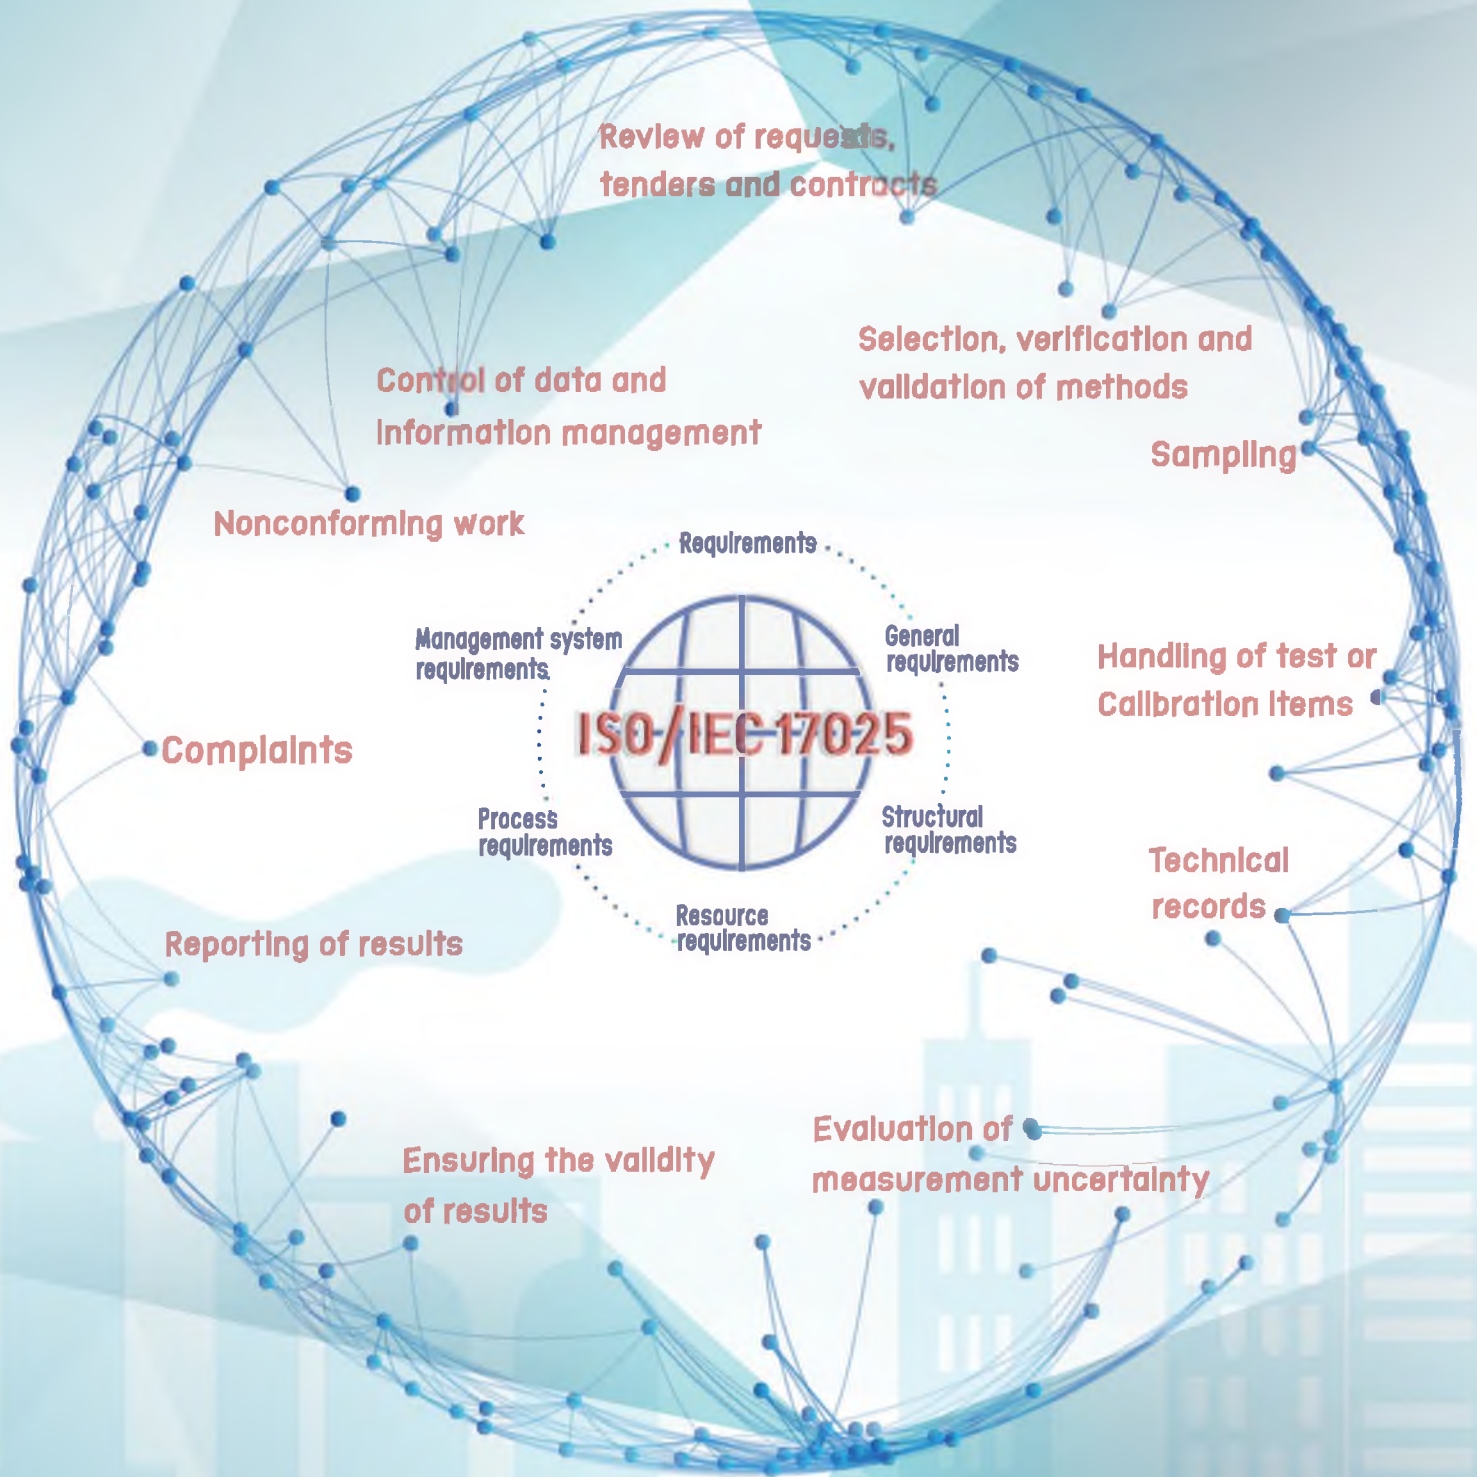 Review of requests,
tenders and contracts
Selection, verification and
validation of methods
Control of data and
Information management
Sampling
Nonconforming work
Requirements
Management system
requirements
General
requirements
Handling of test or
Calibration items
ISO/IEC 17025
Complaints
Process
requirements
Structural
requirements
Technical
records
Resource
requirements
Reporting of results
Evaluation of
measurement uncertainty
Ensuring the validity
of results